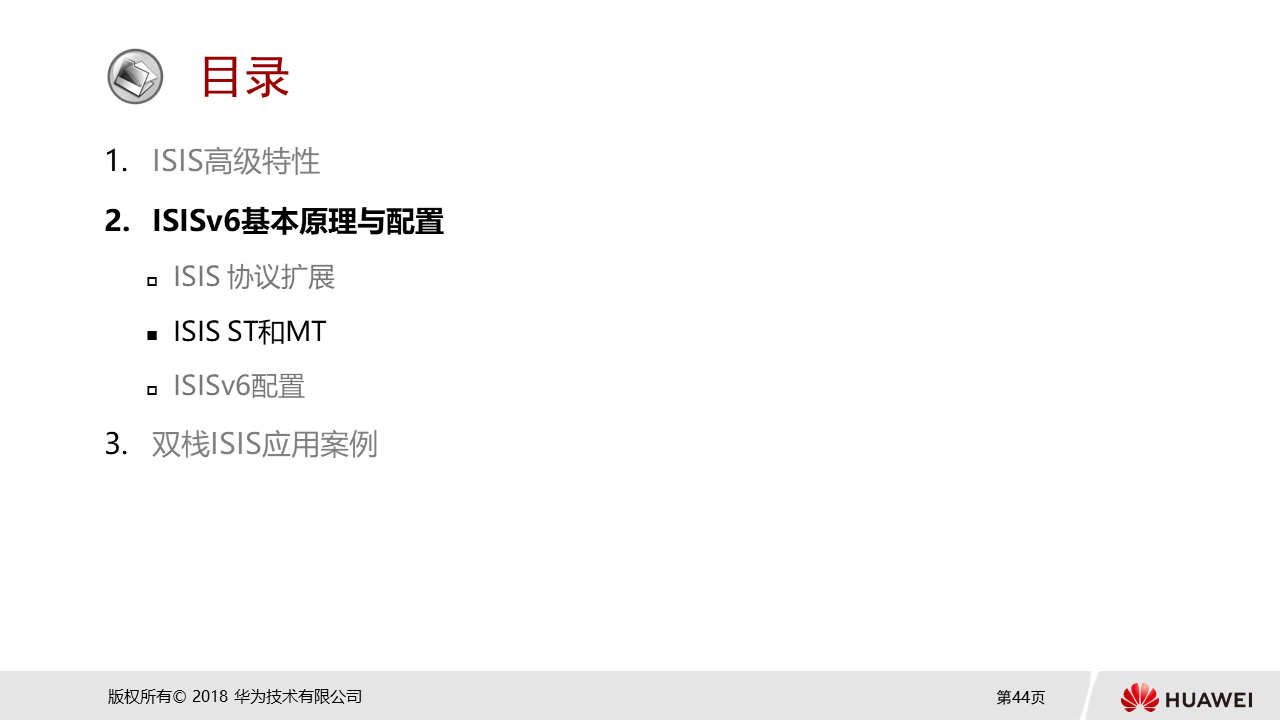 目录
1. ISIS高级特性
2. ISISv6基本原理与配置
ISIS 协议扩展
ISIS ST和MT
ISISv6配置
3. 双栈ISIS应用案例
版权所有© 2018 华为技术有限公司
第44页
HUAWEI